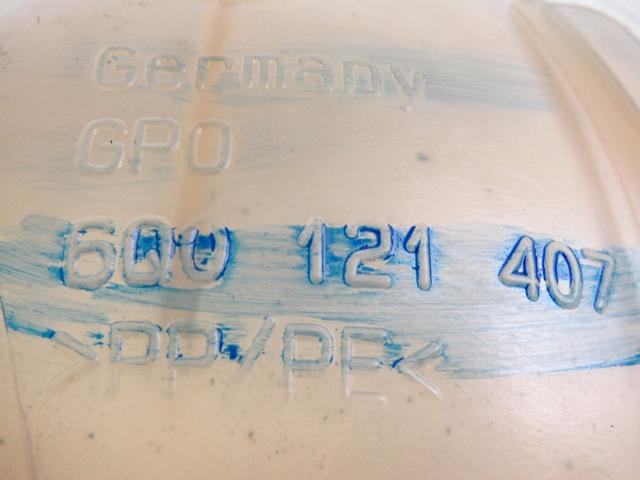 Germany
GPO
6Q0 121 407
>PP/PE<